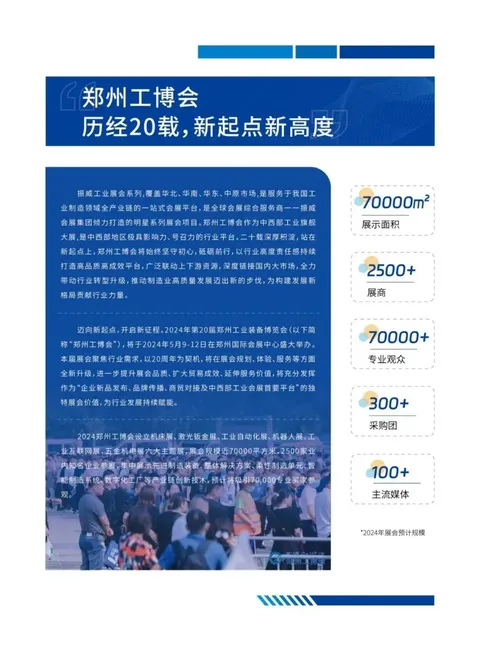 郑州工博会
历经20载，新起点新高度
振威工业展会系列，覆盖华北、华南、华东、中原市场，是服务于我国工
业制造领域全产业链的一站式会展平台，是全球会展综合服务商——振威
会展集团倾力打造的明星系列展会项目。郑州工博会作为中西部工业旗舰
大展，是中西部地区极具影响力、号召力的行业平台。二十载深厚积淀，站在
新起点上，郑州工博会将始终坚守初心，砥砺前行，以行业高度责任感持续
打造高品质高成效平台，广泛联动上下游资源，深度链接国内大市场，全力
带动行业转型升级，推动制造业高质量发展迈出新的步伐，为构建发展新
格局贡献行业力量。
迈向新起点，开启新征程。2024年第20届郑州工业装备博览会（以下简
称“郑州工博会”），将于2024年5月9-12日在郑州国际会展中心盛大举办。
本届展会聚焦行业需求，以20周年为契机，将在展会规划、体验、服务等方面
全新升级，进一步提升展会品质、扩大贸易成效、延伸服务价值，将充分发挥
作为“企业新品发布、品牌传播、商贸对接及中西部工业会展首要平台”的独
特展会价值，为行业发展持续赋能。
2024郑州工博会设立机床展、激光钣金展、工业自动化展、机器人展、工
业互联网展、五金机电展六大主题展，展会规模近70000平方米，2500家业
内知名企业参展，集中展示先进制造装备、整体解决方案、柔性制造单元、智
能制造系统、数字化工厂等产业链创新技术，预计将吸引70,000专业买家参
观。
70000m²
展示面积
2500+
展商
70000+
专业观众
300+
采购团
100+
主流媒体
*2024年展会预计规模